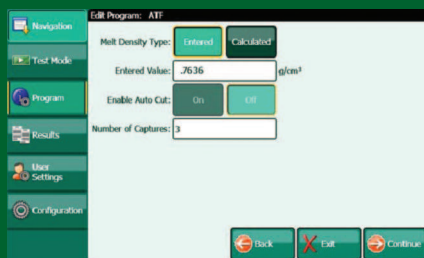 Edit Program: ATF
Navigation
Test Mode
Program
Results
User Settings
Configuration
Melt Density Type: Entered Calculated
Entered Value: .7636 g/cm³
Enable Auto Cut: On Off
Number of Captures: 3
Back Exit Continue